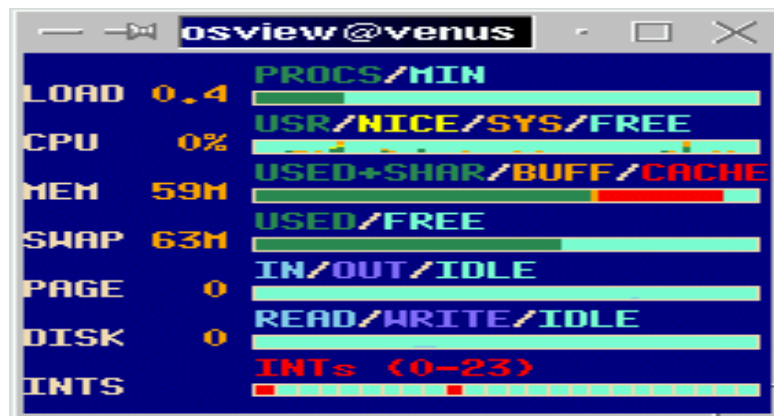 osview@venus
PROCS/MIN
LOAD 0.4
USR/NICE/SYS/FREE
CPU 0%
USED+SHAR/BUFF/CACHE
MEM 59M
USED/FREE
SWAP 63M
IN/OUT/IDLE
PAGE 0
READ/WRITE/IDLE
DISK 0
INTs (0-23)
INTS